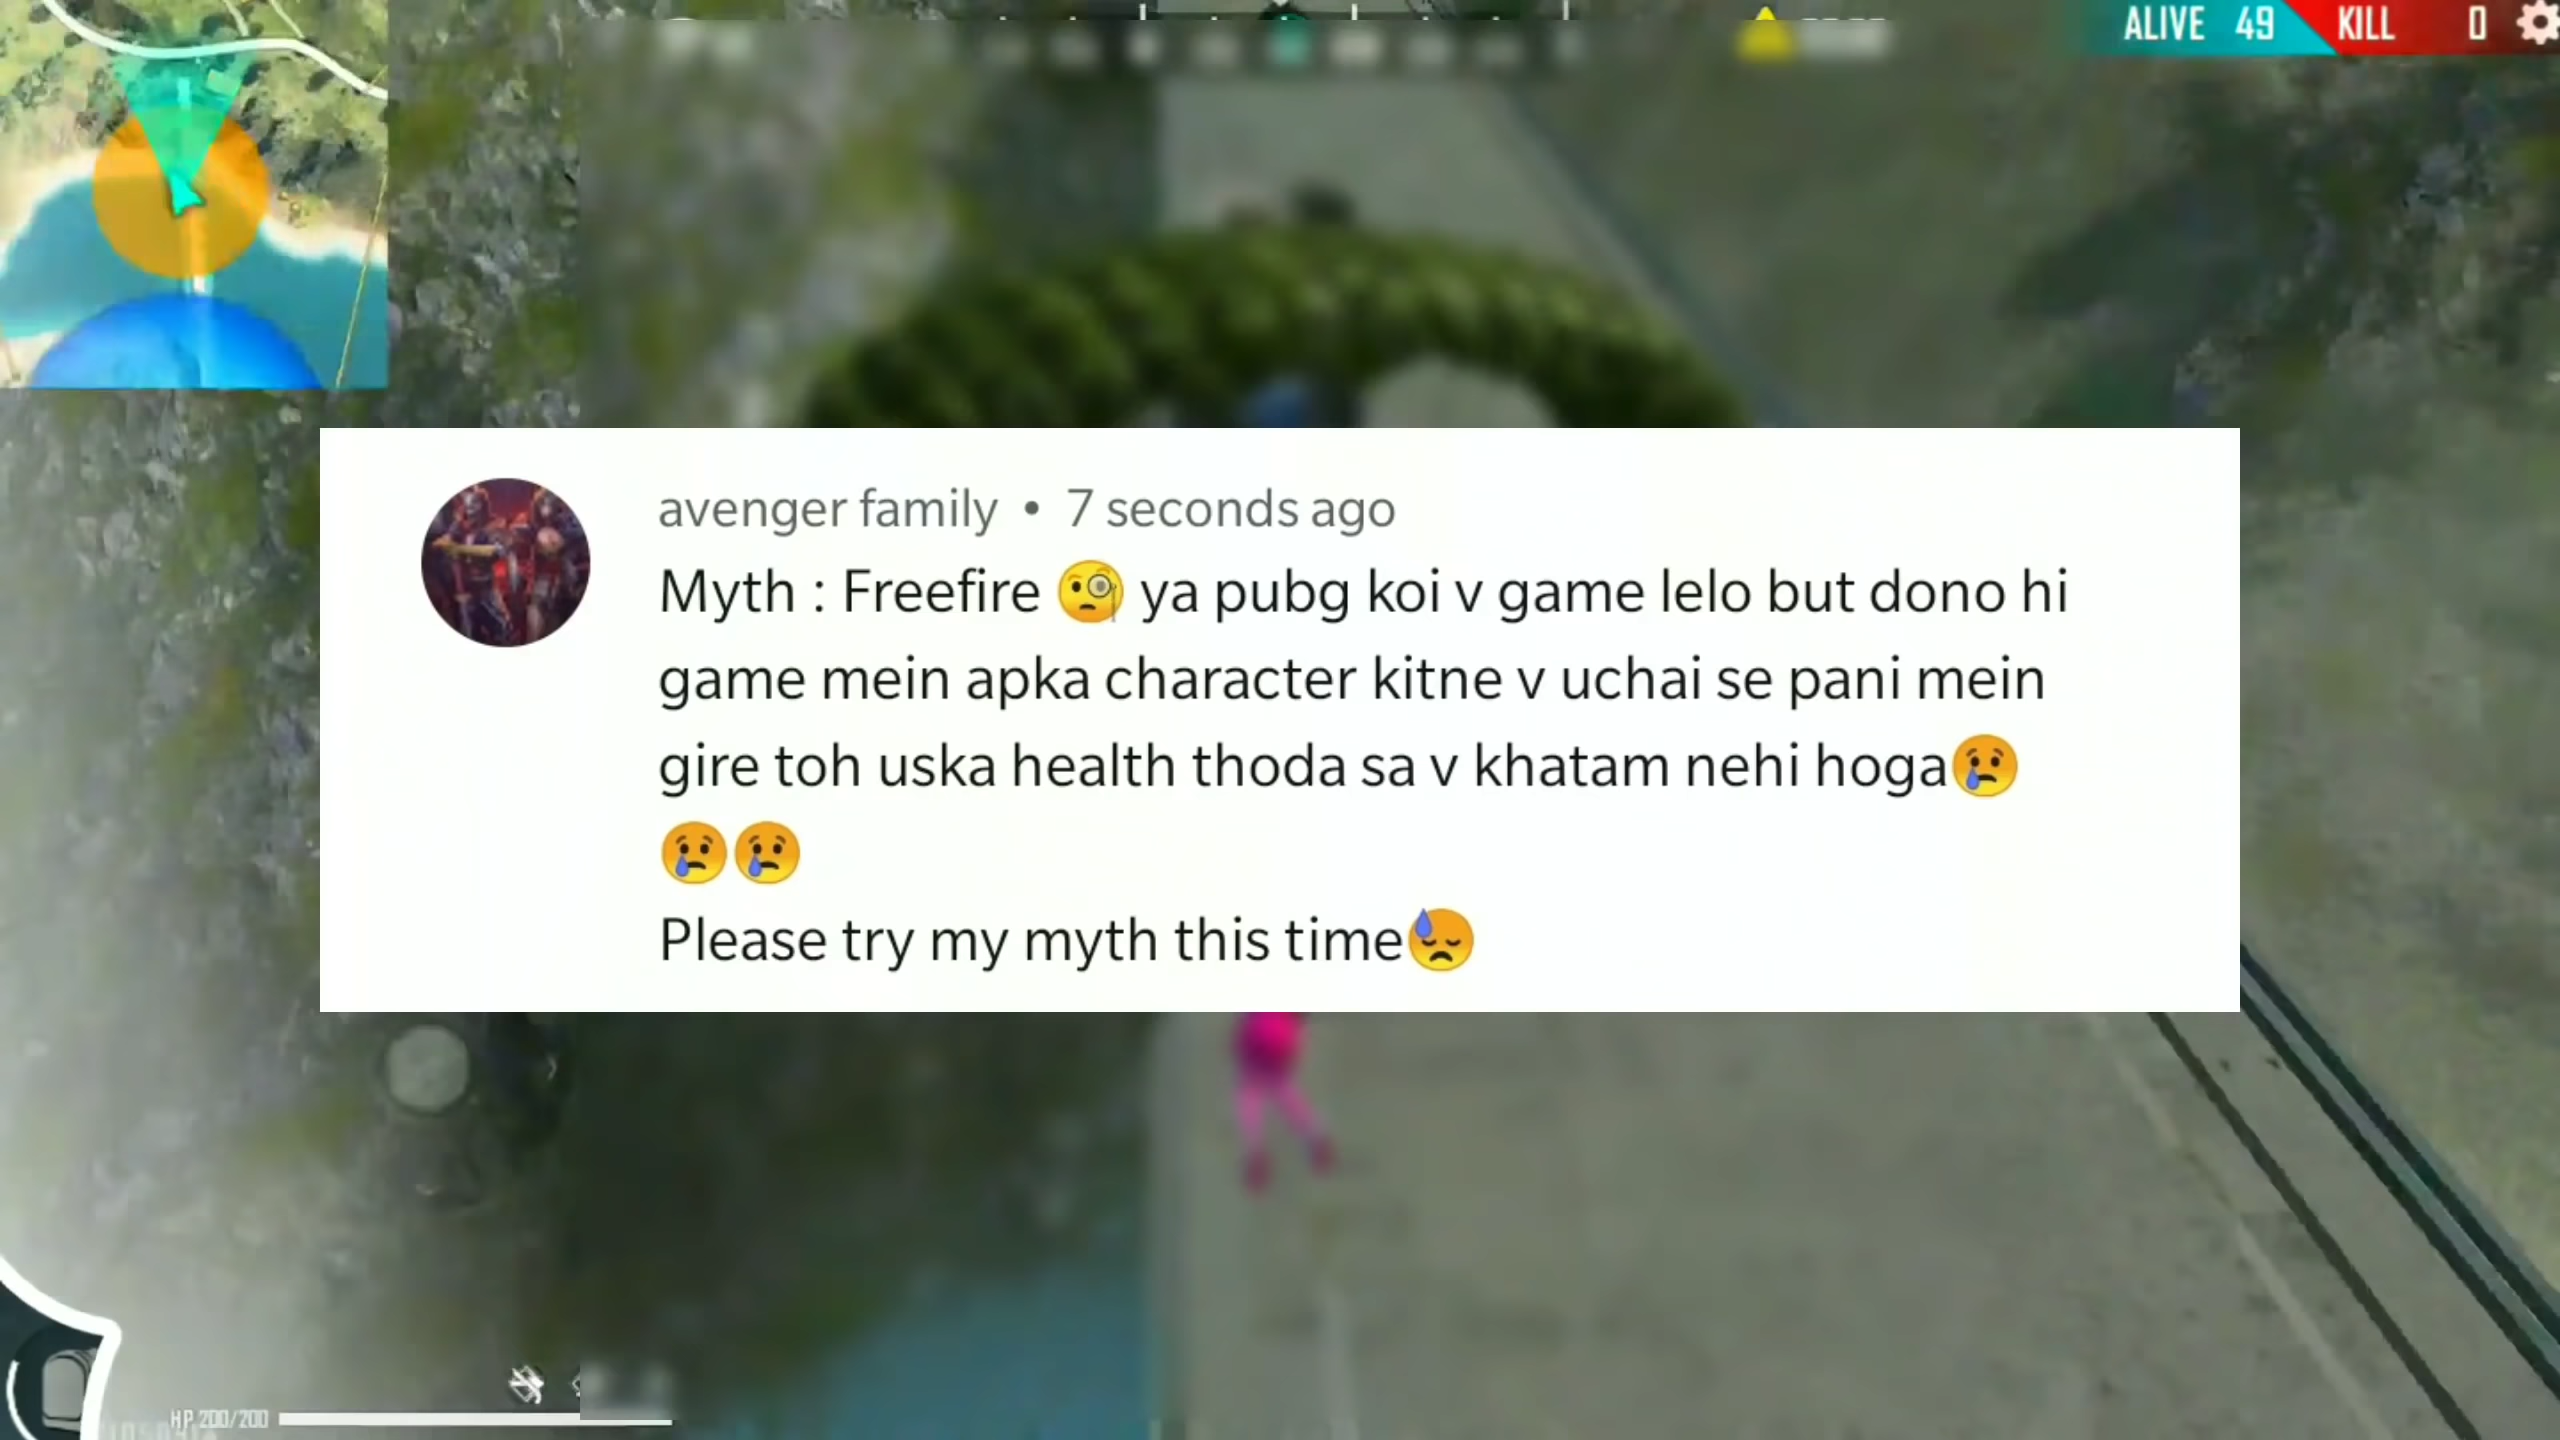 ALIVE 49 KILL 0
avenger family • 7 seconds ago
Myth : Freefire 🧐 ya pubg koi v game lelo but dono hi
game mein apka character kitne v uchai se pani mein
gire toh uska health thoda sa v khatam nehi hoga😢
😢😢
Please try my myth this time😓
HP 200/200